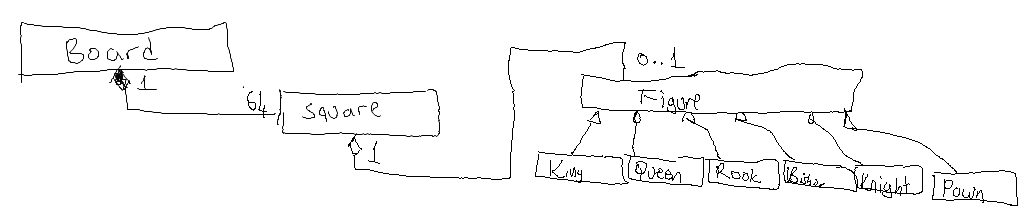 Board
1
64
Square
1
0..1
Figure
King
Queen
Rook
Knight
Pawn